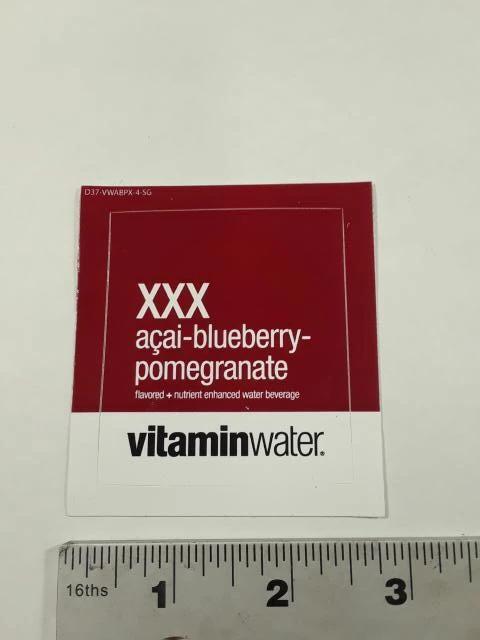 D37-VWABPX-4-SG
XXX
açai-blueberry-
pomegranate
flavored + nutrient enhanced water beverage
vitaminwater®
16ths 1 2 3